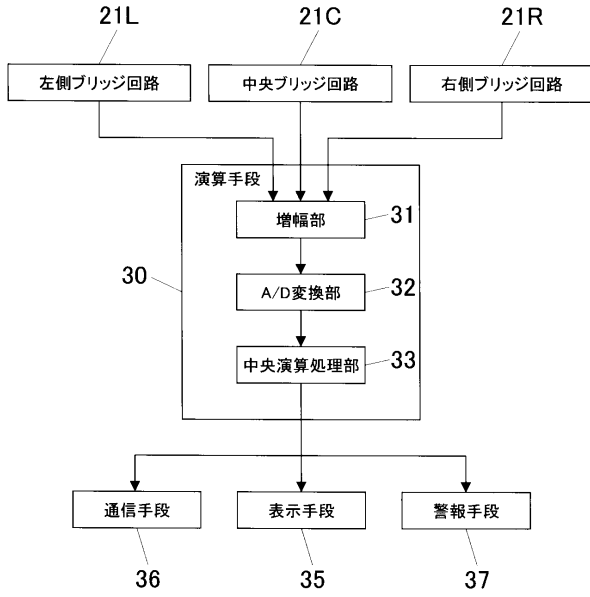 21L 21C 21R
左側ブリッジ回路 中央ブリッジ回路 右側ブリッジ回路
演算手段
増幅部 31
30 A/D変換部 32
中央演算処理部 33
通信手段 表示手段 警報手段
36 35 37